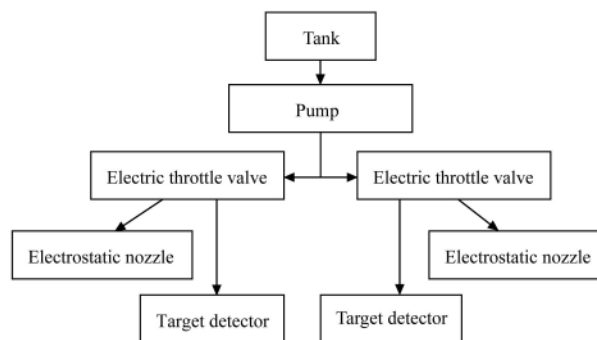 Tank
Pump
Electric throttle valve
Electric throttle valve
Electrostatic nozzle
Electrostatic nozzle
Target detector
Target detector